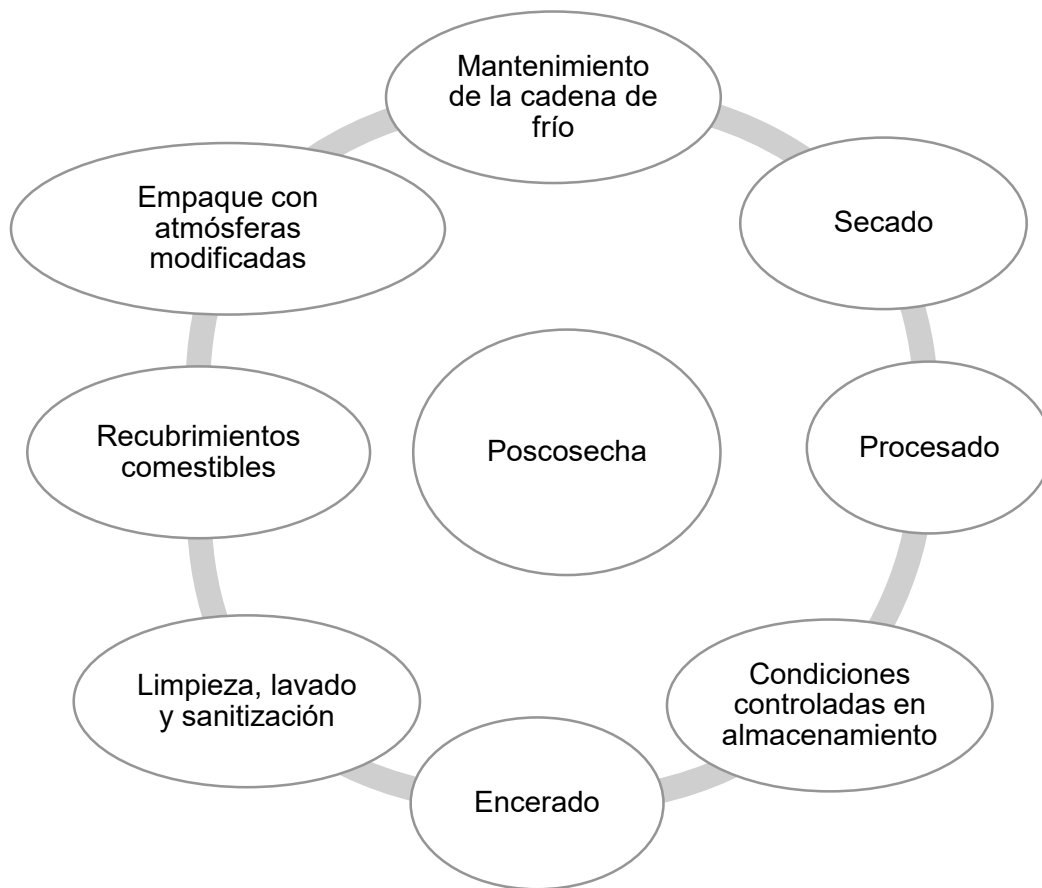 Mantenimiento
de la cadena de
frío
Secado
Procesado
Condiciones
controladas en
almacenamiento
Encerado
Limpieza, lavado
y sanitización
Recubrimientos
comestibles
Empaque con
atmósferas
modificadas
Poscosecha